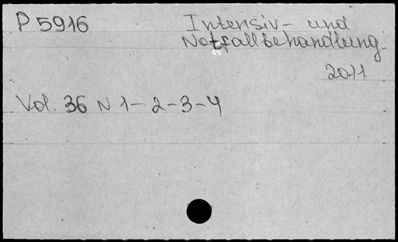 P 5916
Intensiv- und
Notfallbehandlung
2011
Vol. 36 N 1-2-3-4